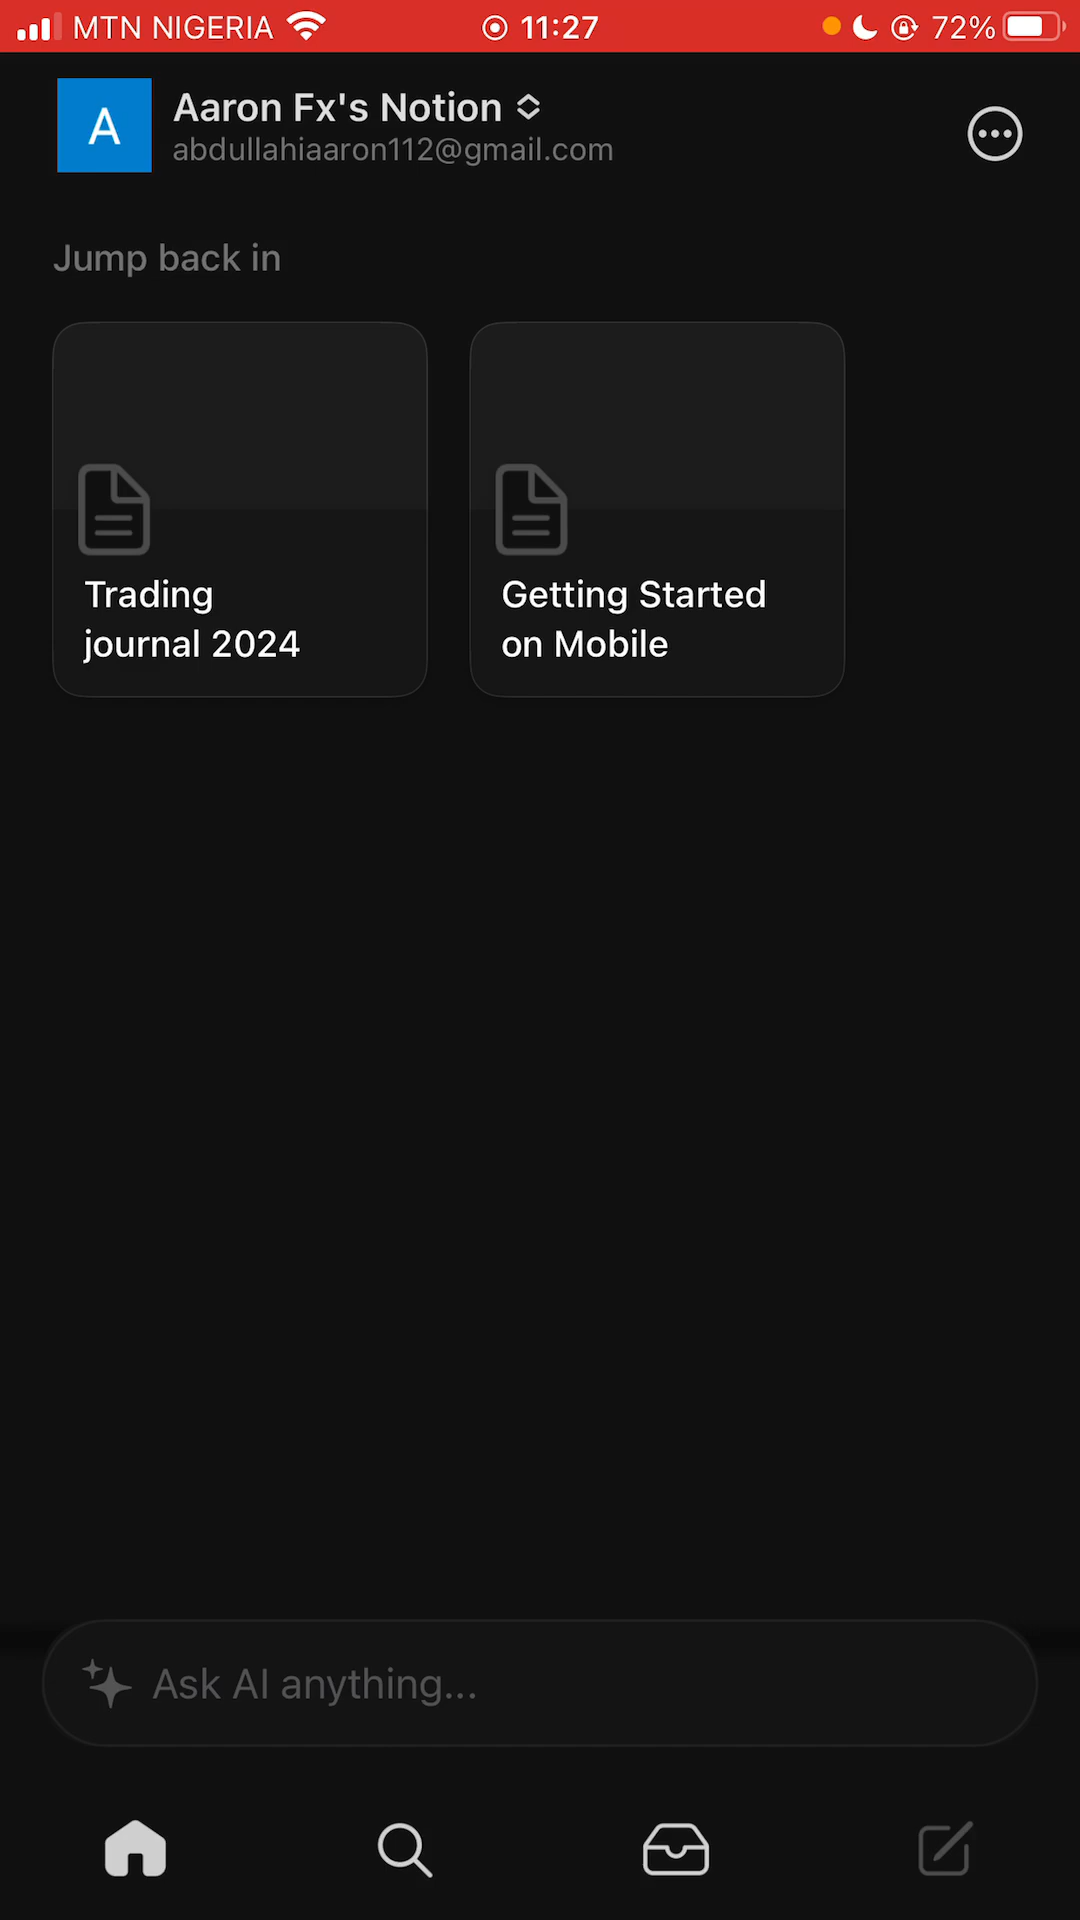 MTN NIGERIA 11:27 72%
A
Aaron Fx's Notion
abdullahiaaron112@gmail.com
Jump back in
Trading
journal 2024
Getting Started
on Mobile
Ask AI anything...